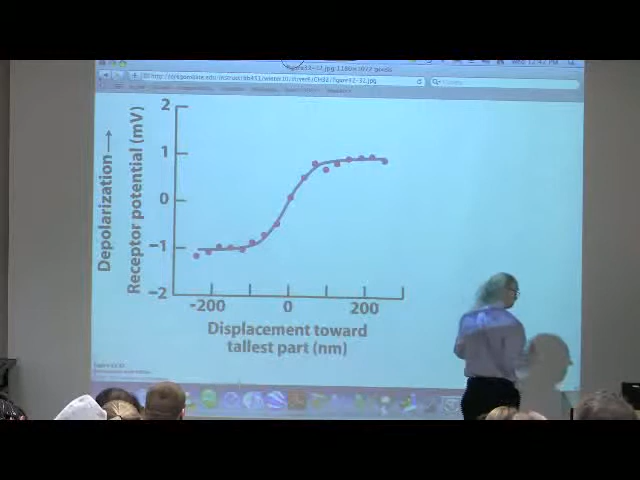 2
1
0
−1
−2
Depolarization→
Receptor potential (mV)
-200 0 200
Displacement toward
tallest part (nm)